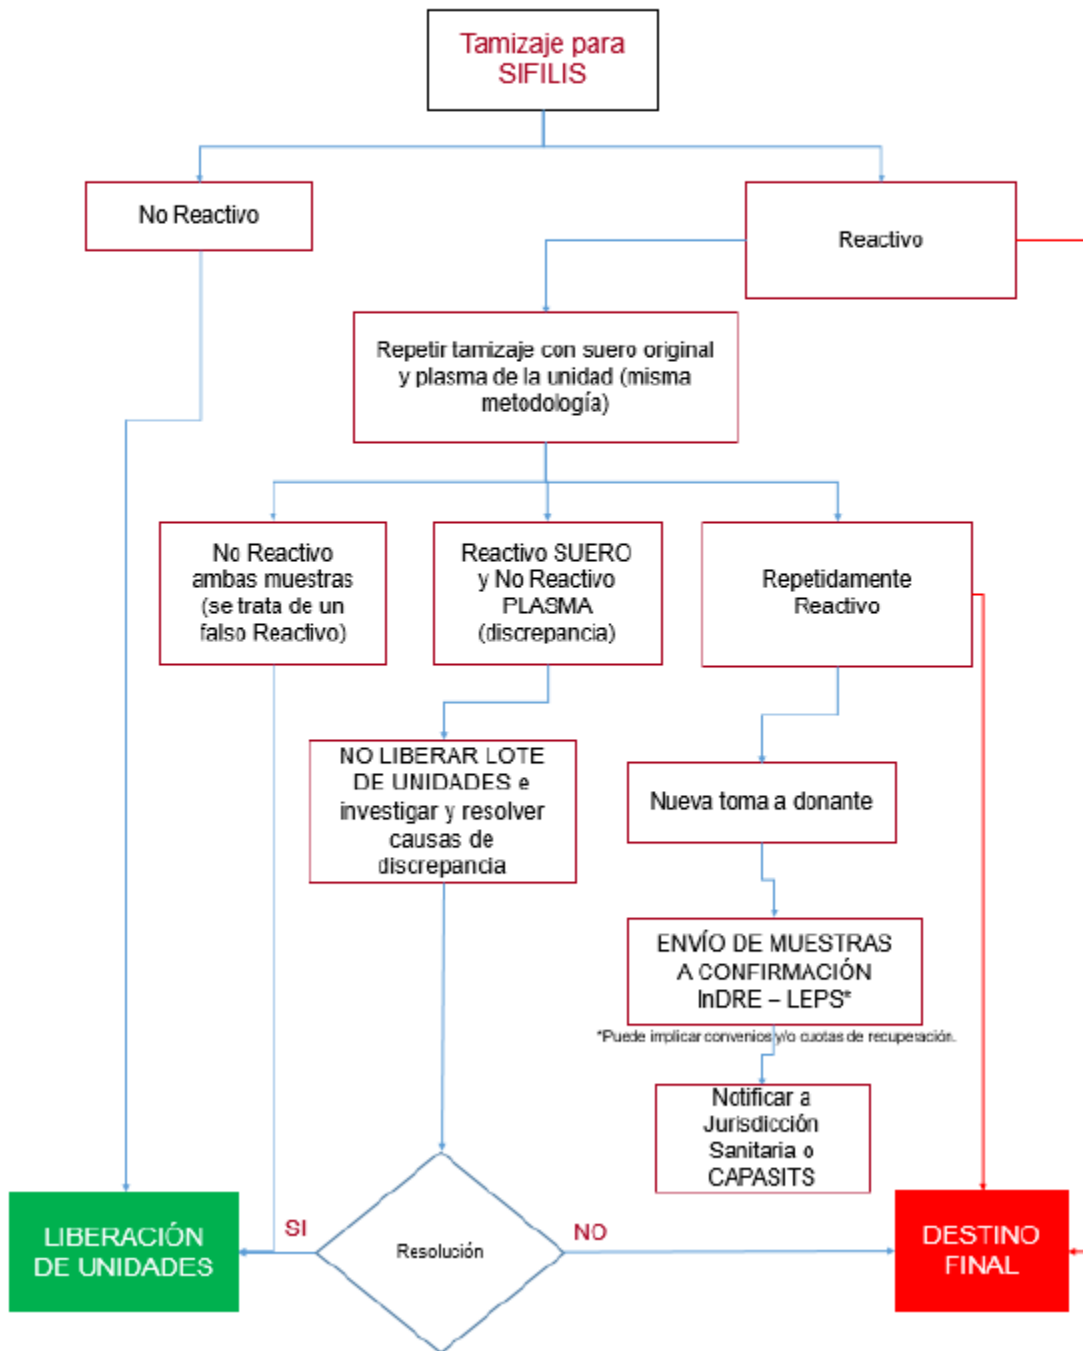 Tamizaje para
SIFILIS
No Reactivo
Reactivo
Repetir tamizaje con suero original
y plasma de la unidad (misma
metodología)
No Reactivo
ambas muestras
(se trata de un
falso Reactivo)
Reactivo SUERO
y No Reactivo
PLASMA
(discrepancia)
Repetidamente
Reactivo
NO LIBERAR LOTE
DE UNIDADES e
investigar y resolver
causas de
discrepancia
Nueva toma a donante
ENVÍO DE MUESTRAS
A CONFIRMACIÓN
InDRE – LEPS*
*Puede implicar convenios y/o cuotas de recuperación.
Notificar a
Jurisdicción
Sanitaria o
CAPASITS
LIBERACIÓN
DE UNIDADES
SI
Resolución
NO
DESTINO
FINAL